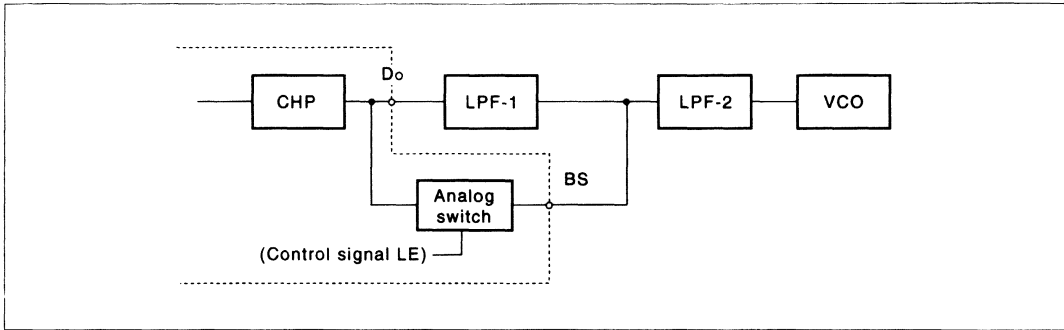 Do
CHP
LPF-1
LPF-2
VCO
BS
Analog
switch
(Control signal LE)